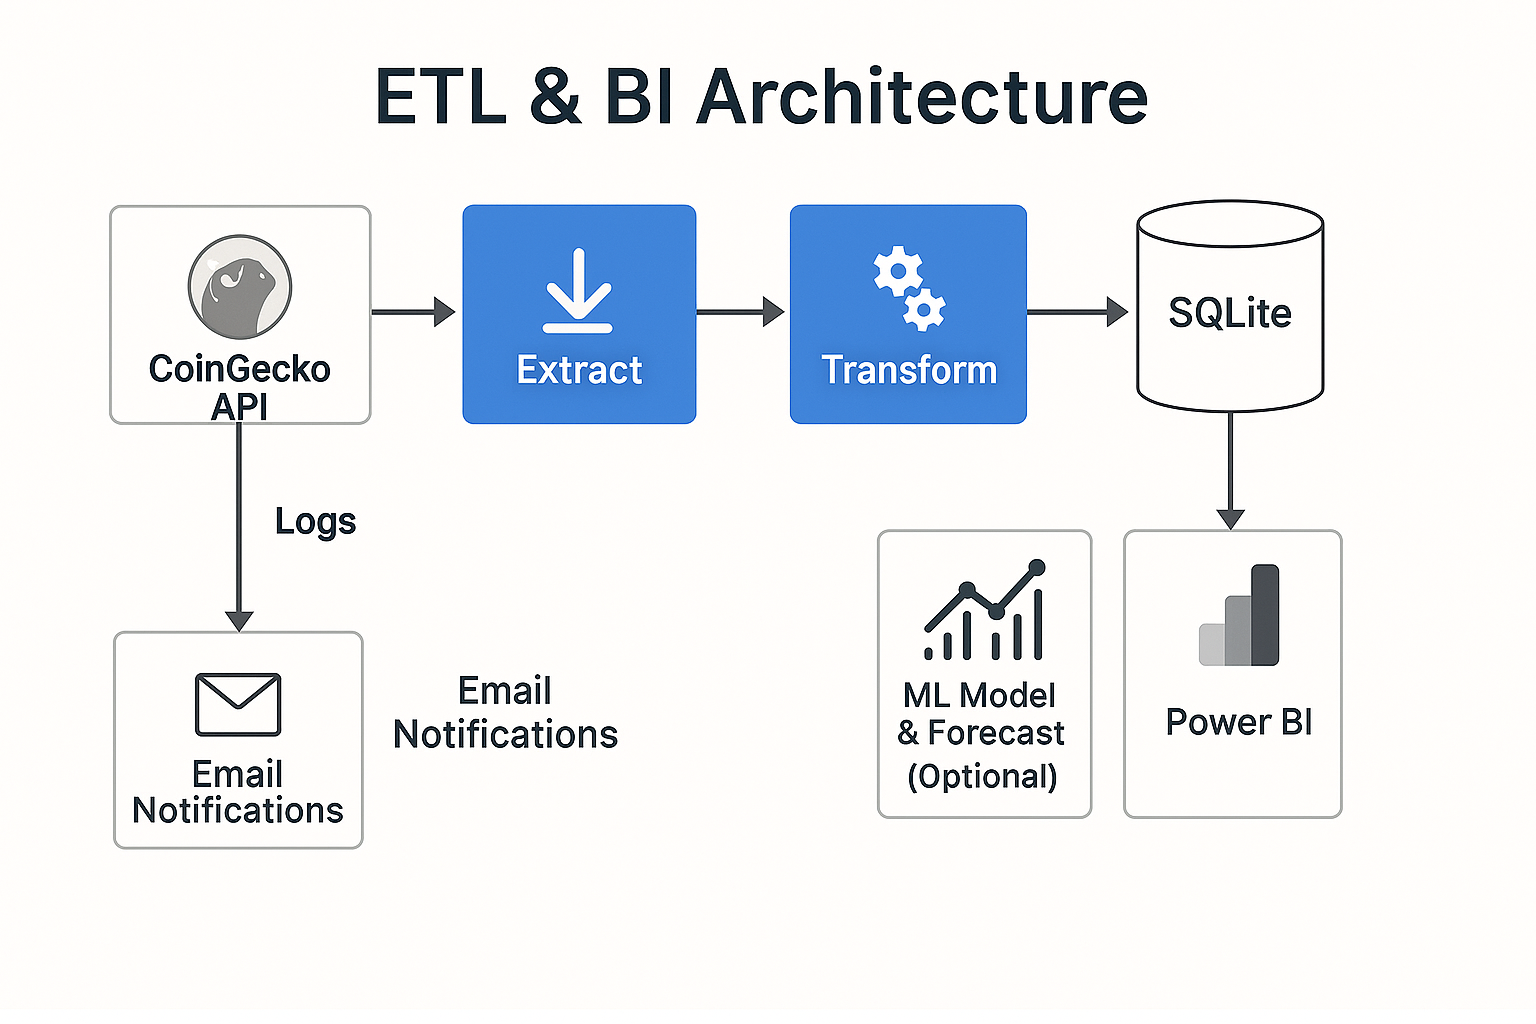 ETL & BI Architecture
CoinGecko
API
Extract
Transform
SQLite
Logs
Email
Notifications
Email
Notifications
ML Model
& Forecast
(Optional)
Power BI